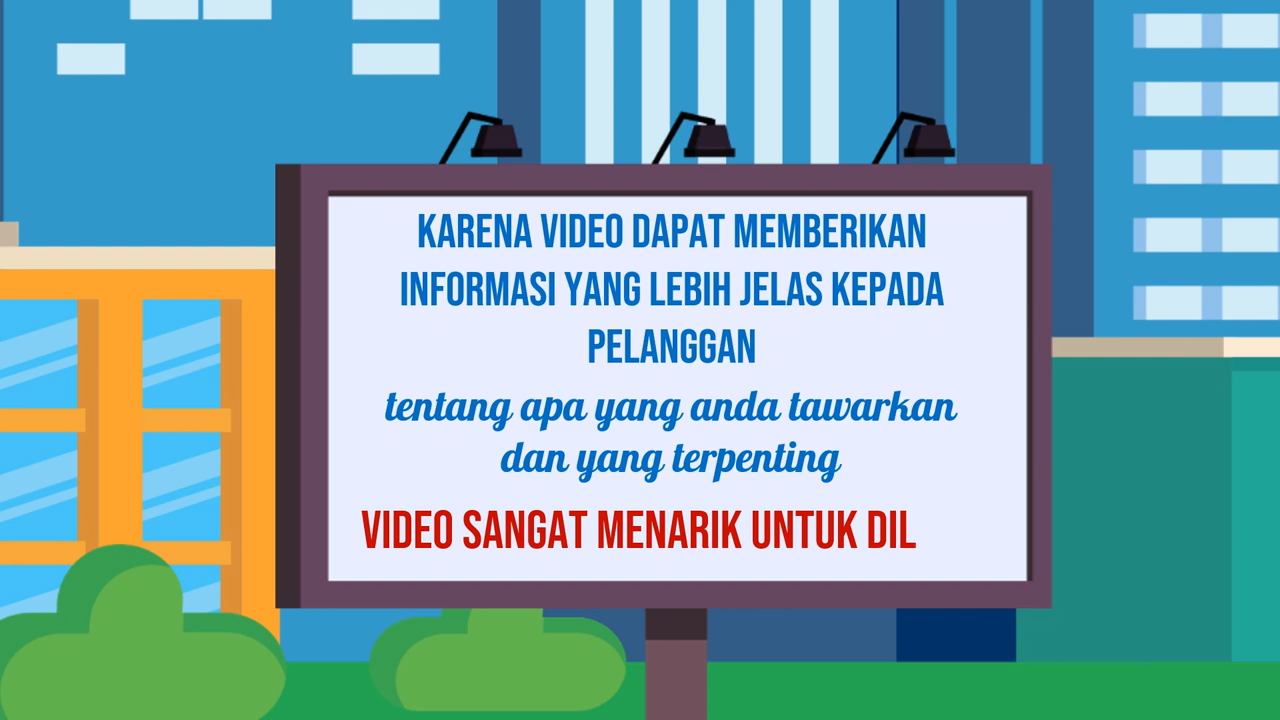 KARENA VIDEO DAPAT MEMBERIKAN
INFORMASI YANG LEBIH JELAS KEPADA
PELANGGAN
tentang apa yang anda tawarkan
dan yang terpenting
VIDEO SANGAT MENARIK UNTUK DIL